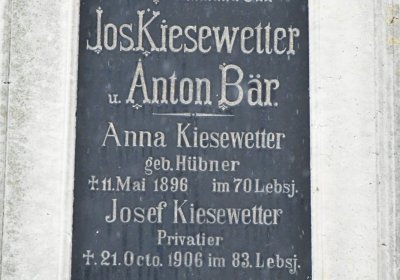 Jos. Kiesewetter
u. Anton Bär.
Anna Kiesewetter
geb. Hübner
† 11. Mai 1896 im 70 Lebsj.
Josef Kiesewetter
Privatier
†. 21. Octo. 1906 im 83. Lebsj.